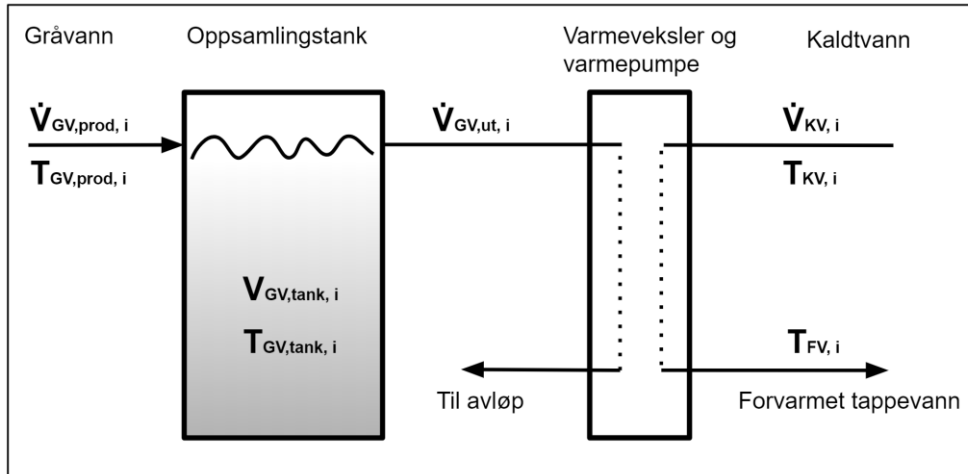 Gråvann
Oppsamlingstank
Varmeveksler og
varmepumpe
Kaldtvann
V̇GV,prod, i
TGV,prod, i
V̇GV,ut, i
V̇KV, i
TKV, i
VGV,tank, i
TGV,tank, i
TFV, i
Til avløp
Forvarmet tappevann